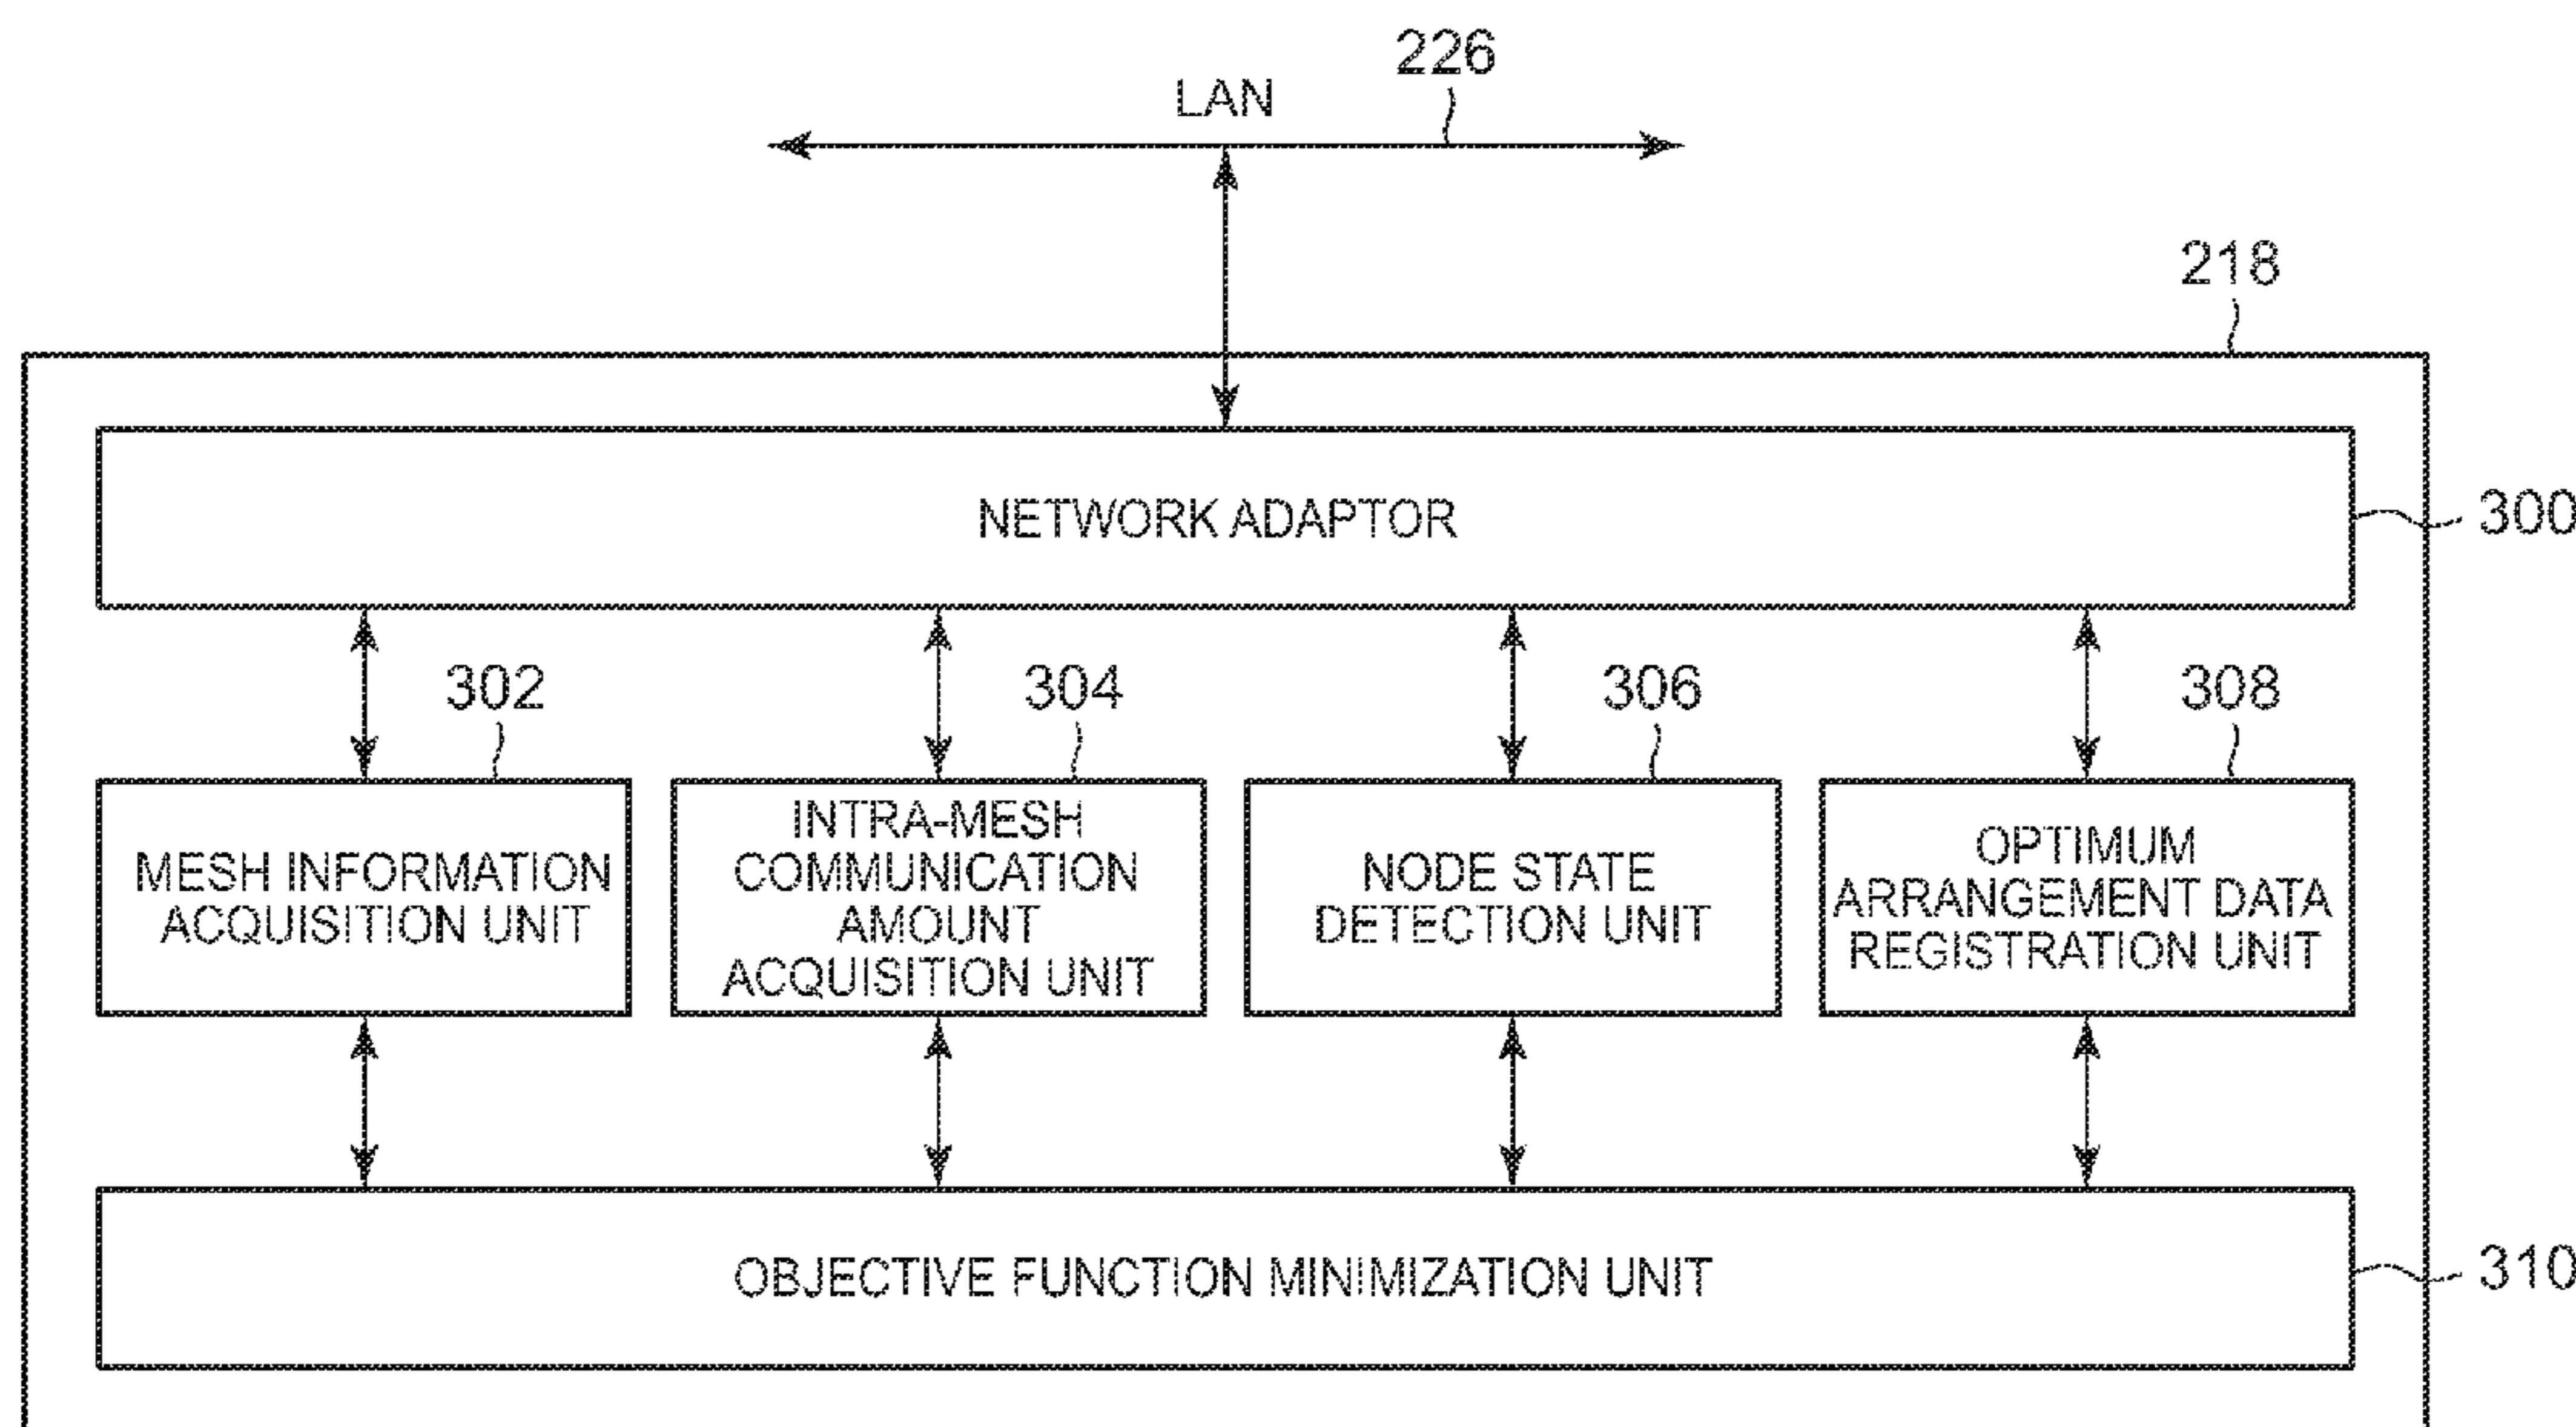 226
LAN
218
NETWORK ADAPTOR
300
302
304
306
308
MESH INFORMATION
ACQUISITION UNIT
INTRA-MESH
COMMUNICATION
AMOUNT
ACQUISITION UNIT
NODE STATE
DETECTION UNIT
OPTIMUM
ARRANGEMENT DATA
REGISTRATION UNIT
OBJECTIVE FUNCTION MINIMIZATION UNIT
310